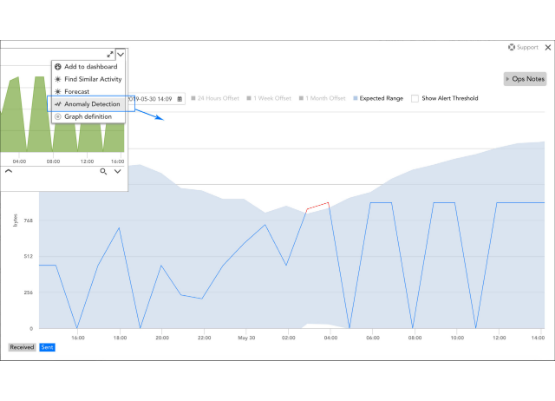 Support
Add to dashboard
Find Similar Activity
Forecast
Anomaly Detection
Graph definition
Ops Notes
24 Hours Offset
1 Week Offset
1 Month Offset
Expected Range
Show Alert Threshold
19-05-30 14:09
04:00 08:00 12:00 16:00
bytes
768
512
256
0
16:00 18:00 20:00 22:00 May 30 02:00 04:00 06:00 08:00 10:00 12:00 14:00
Received Sent